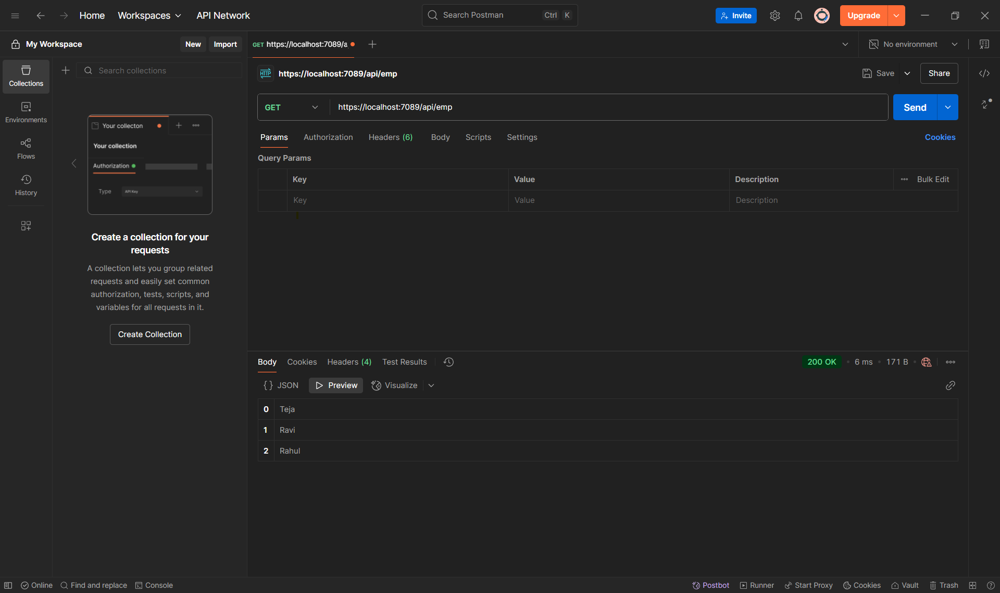 Home Workspaces API Network Search Postman Ctrl K Invite Upgrade
My Workspace New Import GET https://localhost:7089/a No environment
Search collections
Collections
Environments
Flows
History
Your collecton
Your collection
Authorization
Type API Key
Create a collection for your
requests
A collection lets you group related
requests and easily set common
authorization, tests, scripts, and
variables for all requests in it.
Create Collection
HTTP https://localhost:7089/api/emp Save Share
GET https://localhost:7089/api/emp Send
Params Authorization Headers (6) Body Scripts Settings Cookies
Query Params
Key Value Description Bulk Edit
Key Value Description
Body Cookies Headers (4) Test Results 200 OK 6 ms 171 B
{} JSON Preview Visualize
0 Teja
1 Ravi
2 Rahul
Online Find and replace Console Postbot Runner Start Proxy Cookies Vault Trash